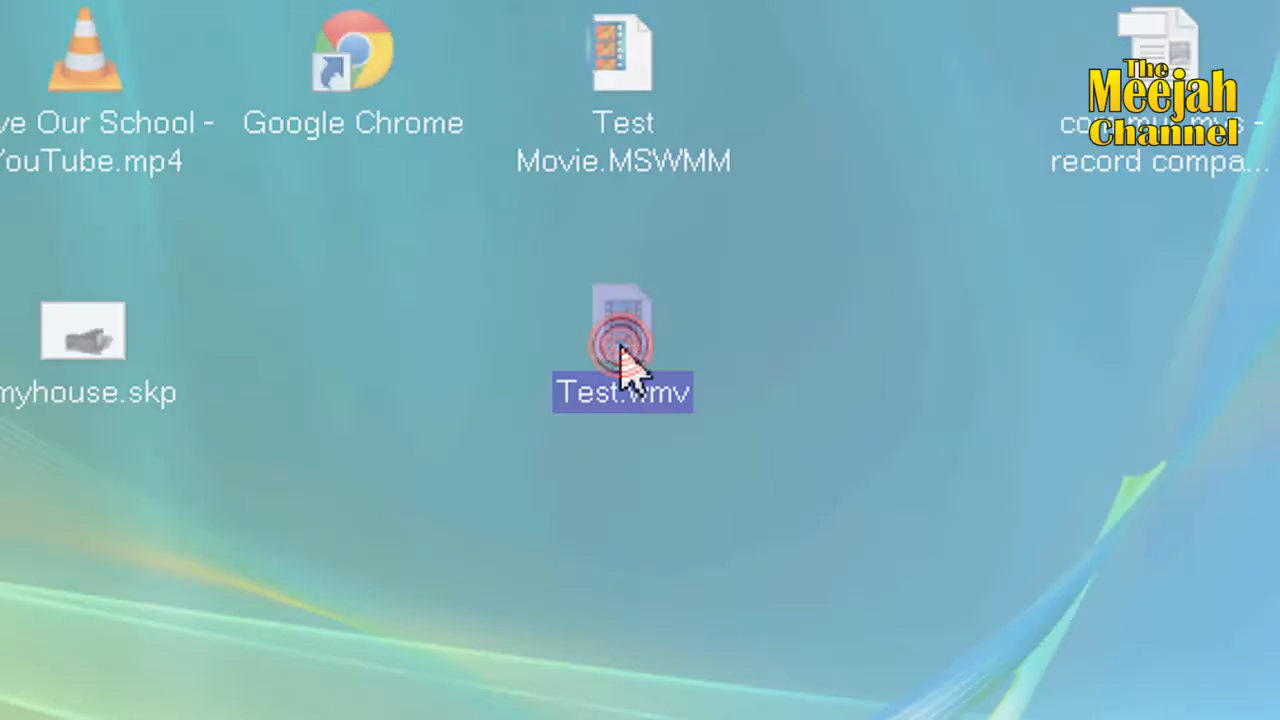 ve Our School -
YouTube.mp4
Google Chrome
Test
Movie.MSWMM
The
Meejah
Channel
record compa...
myhouse.skp
Test.wmv